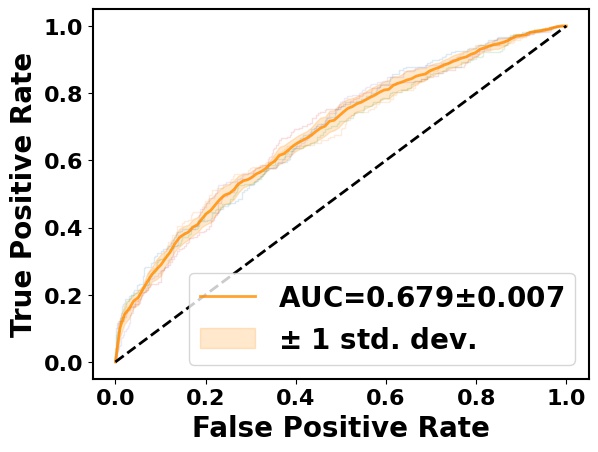 1.0
0.8
0.6
0.4
0.2
0.0
True Positive Rate
AUC=0.679±0.007
± 1 std. dev.
0.0 0.2 0.4 0.6 0.8 1.0
False Positive Rate